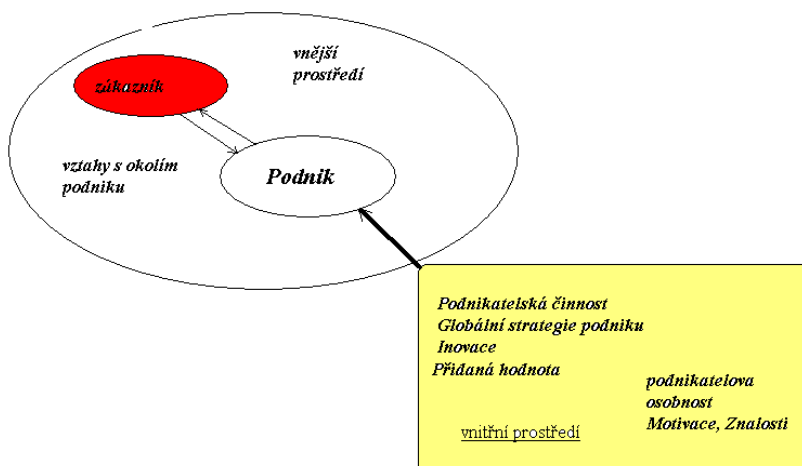 vnější
prostředí
zákazník
vztahy s okolím
podniku
Podnik
Podnikatelská činnost
Globální strategie podniku
Inovace
Přidaná hodnota
podnikatelova
osobnost
Motivace, Znalosti
vnitřní prostředí